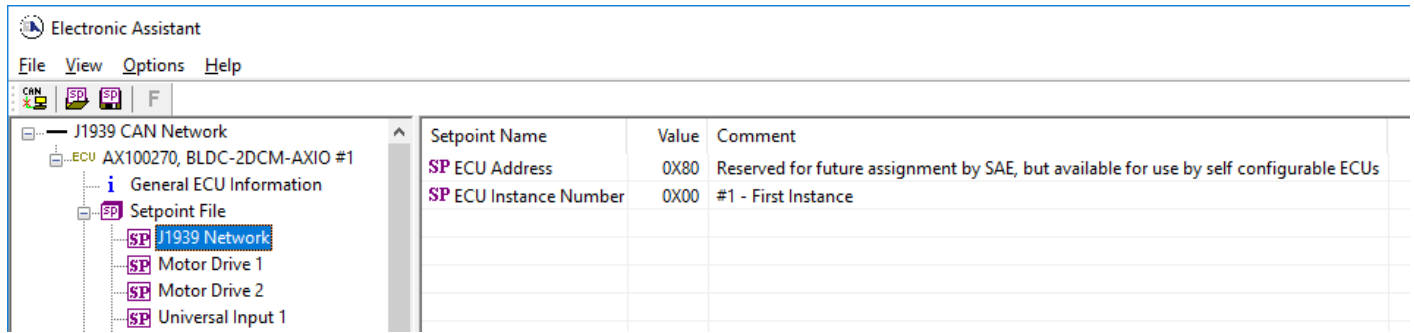 Electronic Assistant
File View Options Help
CAN SP SP F
J1939 CAN Network
ECU AX100270, BLDC-2DCM-AXIO #1
i General ECU Information
SP Setpoint File
SP J1939 Network
SP Motor Drive 1
SP Motor Drive 2
SP Universal Input 1
Setpoint Name Value Comment
SP ECU Address 0X80 Reserved for future assignment by SAE, but available for use by self configurable ECUs
SP ECU Instance Number 0X00 #1 - First Instance